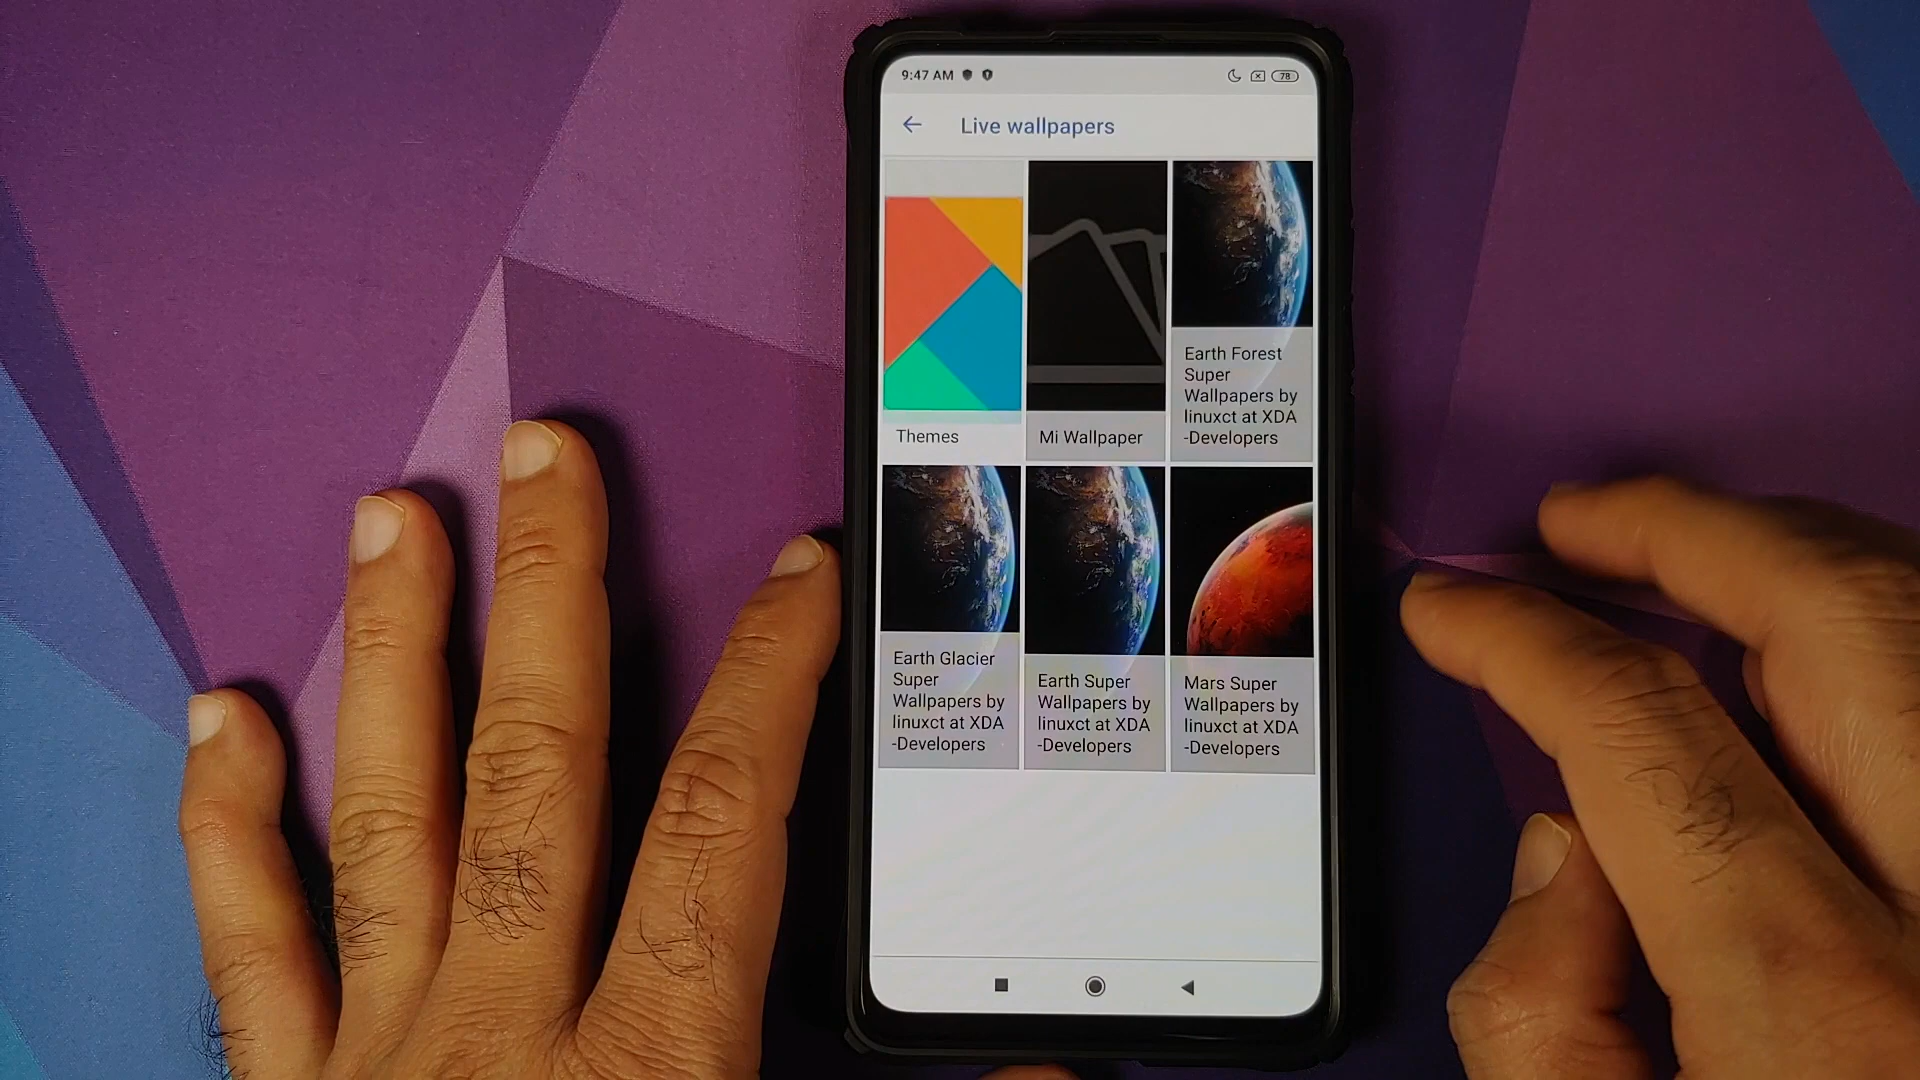 9:47 AM
78
Live wallpapers
Themes
Mi Wallpaper
Earth Forest
Super
Wallpapers by
linuxct at XDA
-Developers
Earth Glacier
Super
Wallpapers by
linuxct at XDA
-Developers
Earth Super
Wallpapers by
linuxct at XDA
-Developers
Mars Super
Wallpapers by
linuxct at XDA
-Developers